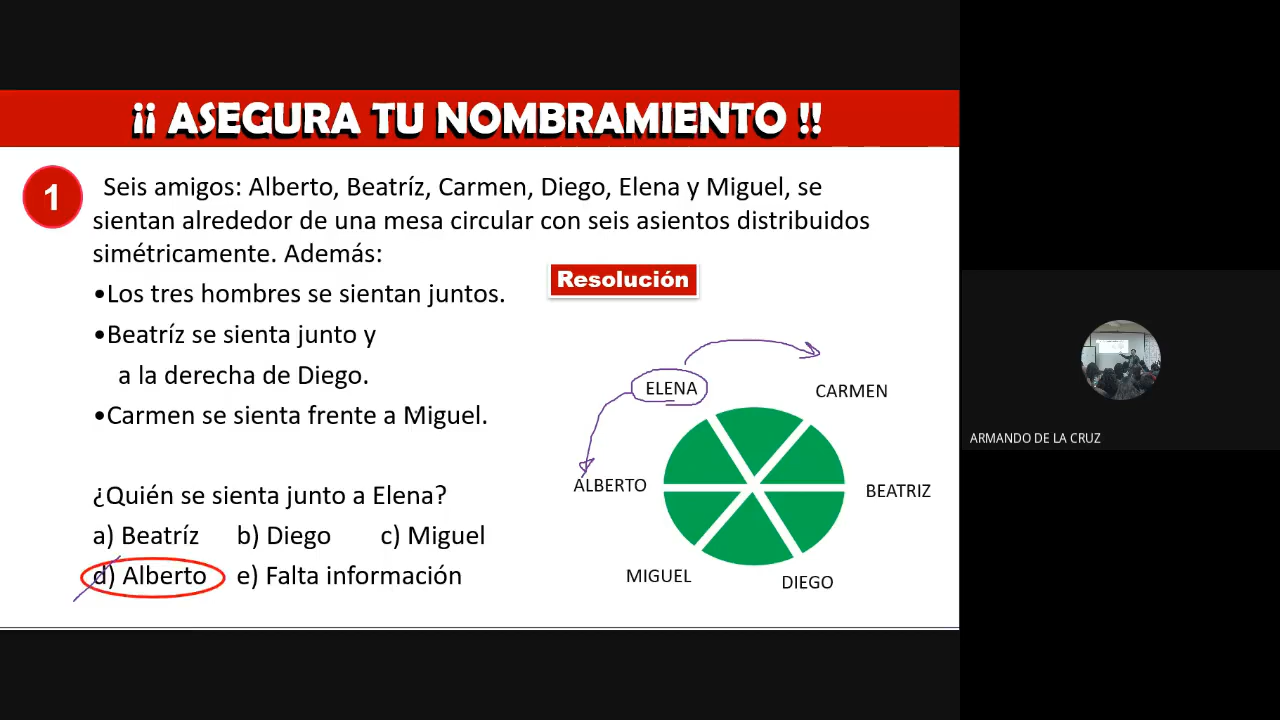 ¡¡ ASEGURA TU NOMBRAMIENTO !!
1
Seis amigos: Alberto, Beatríz, Carmen, Diego, Elena y Miguel, se
sientan alrededor de una mesa circular con seis asientos distribuidos
simétricamente. Además:
•Los tres hombres se sientan juntos.
•Beatríz se sienta junto y
a la derecha de Diego.
•Carmen se sienta frente a Miguel.
¿Quién se sienta junto a Elena?
a) Beatríz b) Diego c) Miguel
d) Alberto e) Falta información
Resolución
ELENA
CARMEN
ALBERTO
BEATRIZ
MIGUEL
DIEGO
ARMANDO DE LA CRUZ